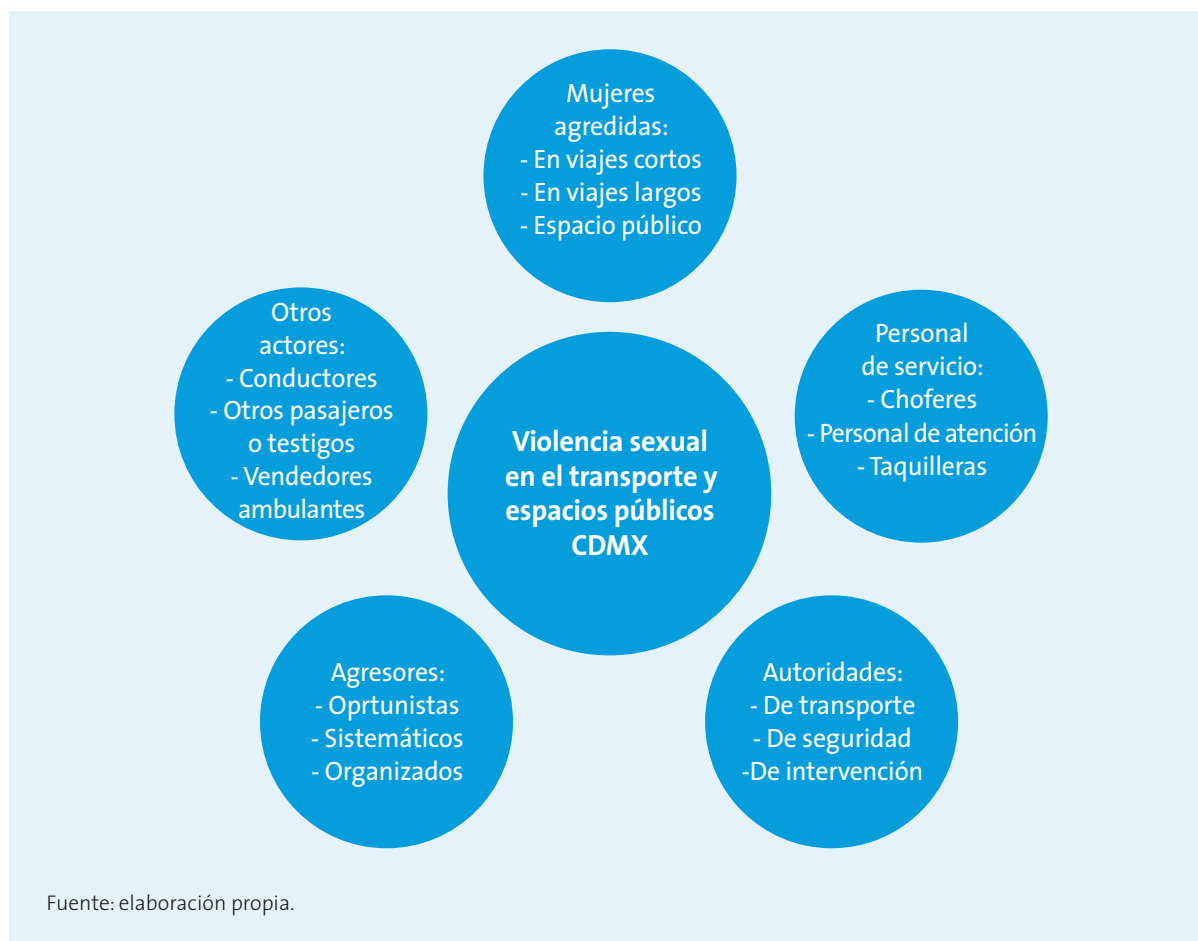 Mujeres
agredidas:
- En viajes cortos
- En viajes largos
- Espacio público
Otros
actores:
- Conductores
- Otros pasajeros
o testigos
- Vendedores
ambulantes
Personal
de servicio:
- Choferes
- Personal de atención
- Taquilleras
Violencia sexual
en el transporte y
espacios públicos
CDMX
Agresores:
- Oprtunistas
- Sistemáticos
- Organizados
Autoridades:
- De transporte
- De seguridad
-De intervención
Fuente: elaboración propia.